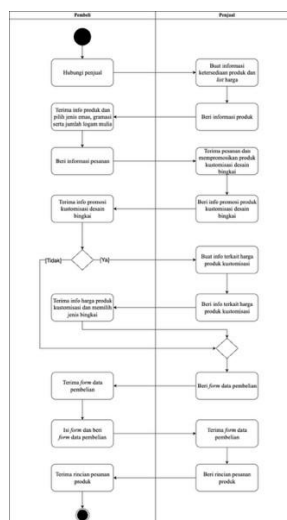 Pembeli
Penjual
Hubungi penjual
Buat informasi
ketersediaan produk dan
list harga
Terima info produk dan
pilih jenis emas, gramasi
serta jumlah logam mulia
Beri informasi produk
Beri informasi pesanan
Terima pesanan dan
mempromosikan produk
kustomisasi desain
bingkai
Terima info promosi
kustomisasi desain
bingkai
Beri info promosi produk
kustomisasi desain
bingkai
[Tidak]
[Ya]
Buat info terkait harga
produk kustomisasi
Terima info harga produk
kustomisasi dan memilih
jenis bingkai
Beri info terkait harga
produk kustomisasi
Terima form data
pembelian
Beri form data pembelian
Isi form dan beri
form data pembelian
Terima form data
pembelian
Terima rincian pesanan
produk
Beri rincian pesanan
produk